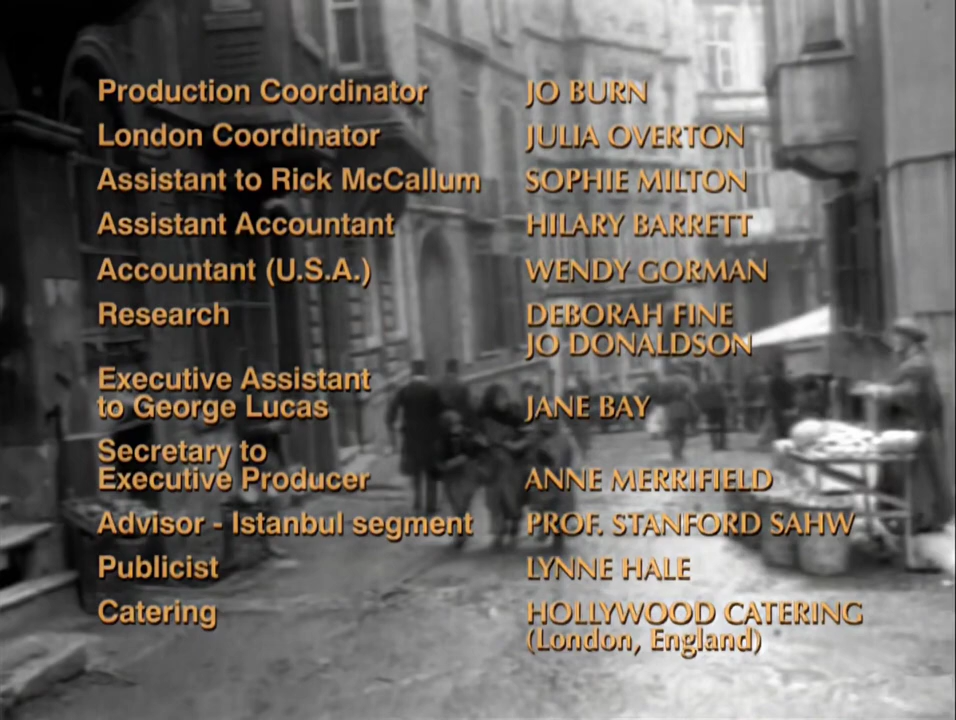 Production Coordinator JO BURN
London Coordinator JULIA OVERTON
Assistant to Rick McCallum SOPHIE MILTON
Assistant Accountant HILARY BARRETT
Accountant (U.S.A.) WENDY GORMAN
Research DEBORAH FINE
JO DONALDSON
Executive Assistant
to George Lucas JANE BAY
Secretary to
Executive Producer ANNE MERRIFIELD
Advisor - Istanbul segment PROF. STANFORD SAHW
Publicist LYNNE HALE
Catering HOLLYWOOD CATERING
(London, England)